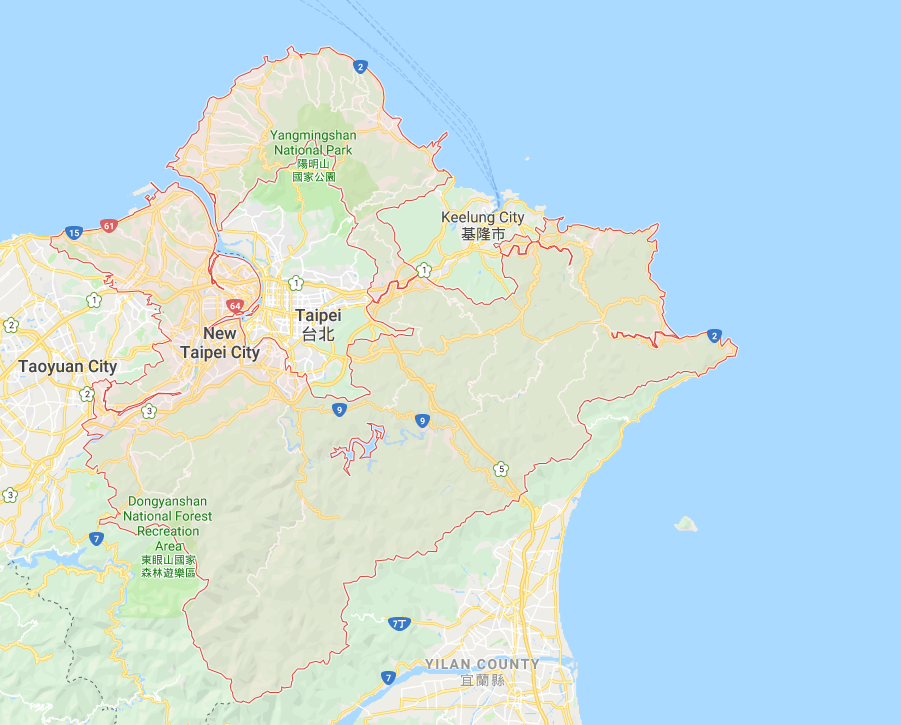 2
Yangmingshan
National Park
陽明山
國家公園
Keelung City
基隆市
15
61
1
1
1
2
64
Taipei
台北
New
Taipei City
2
Taoyuan City
2
3
9
9
5
3
Dongyanshan
National Forest
Recreation
Area
東眼山國家
森林遊樂區
7
7丁
YILAN COUNTY
宜蘭縣
7